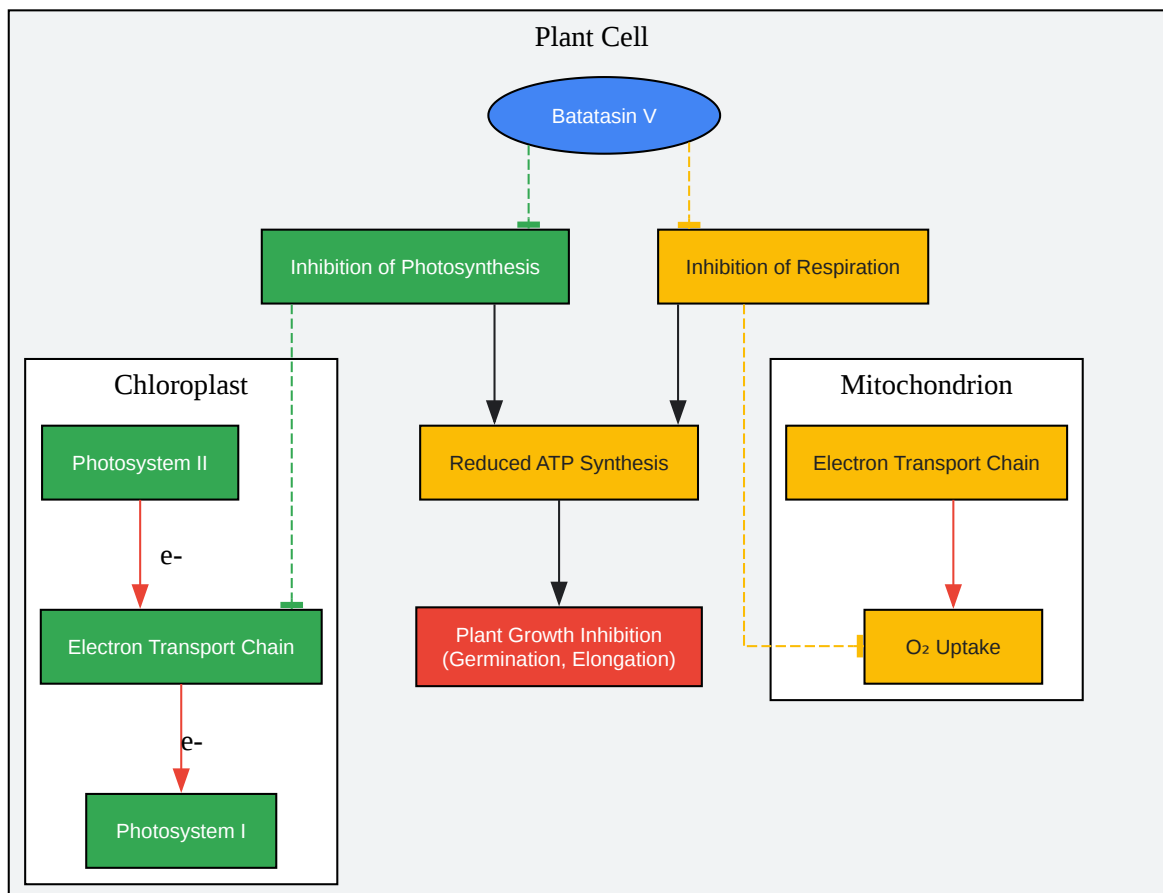 Plant Cell
Batatasin V
Inhibition of Photosynthesis
Inhibition of Respiration
Chloroplast
Mitochondrion
Photosystem II
Reduced ATP Synthesis
Electron Transport Chain
e-
Electron Transport Chain
Plant Growth Inhibition
(Germination, Elongation)
O₂ Uptake
e-
Photosystem I